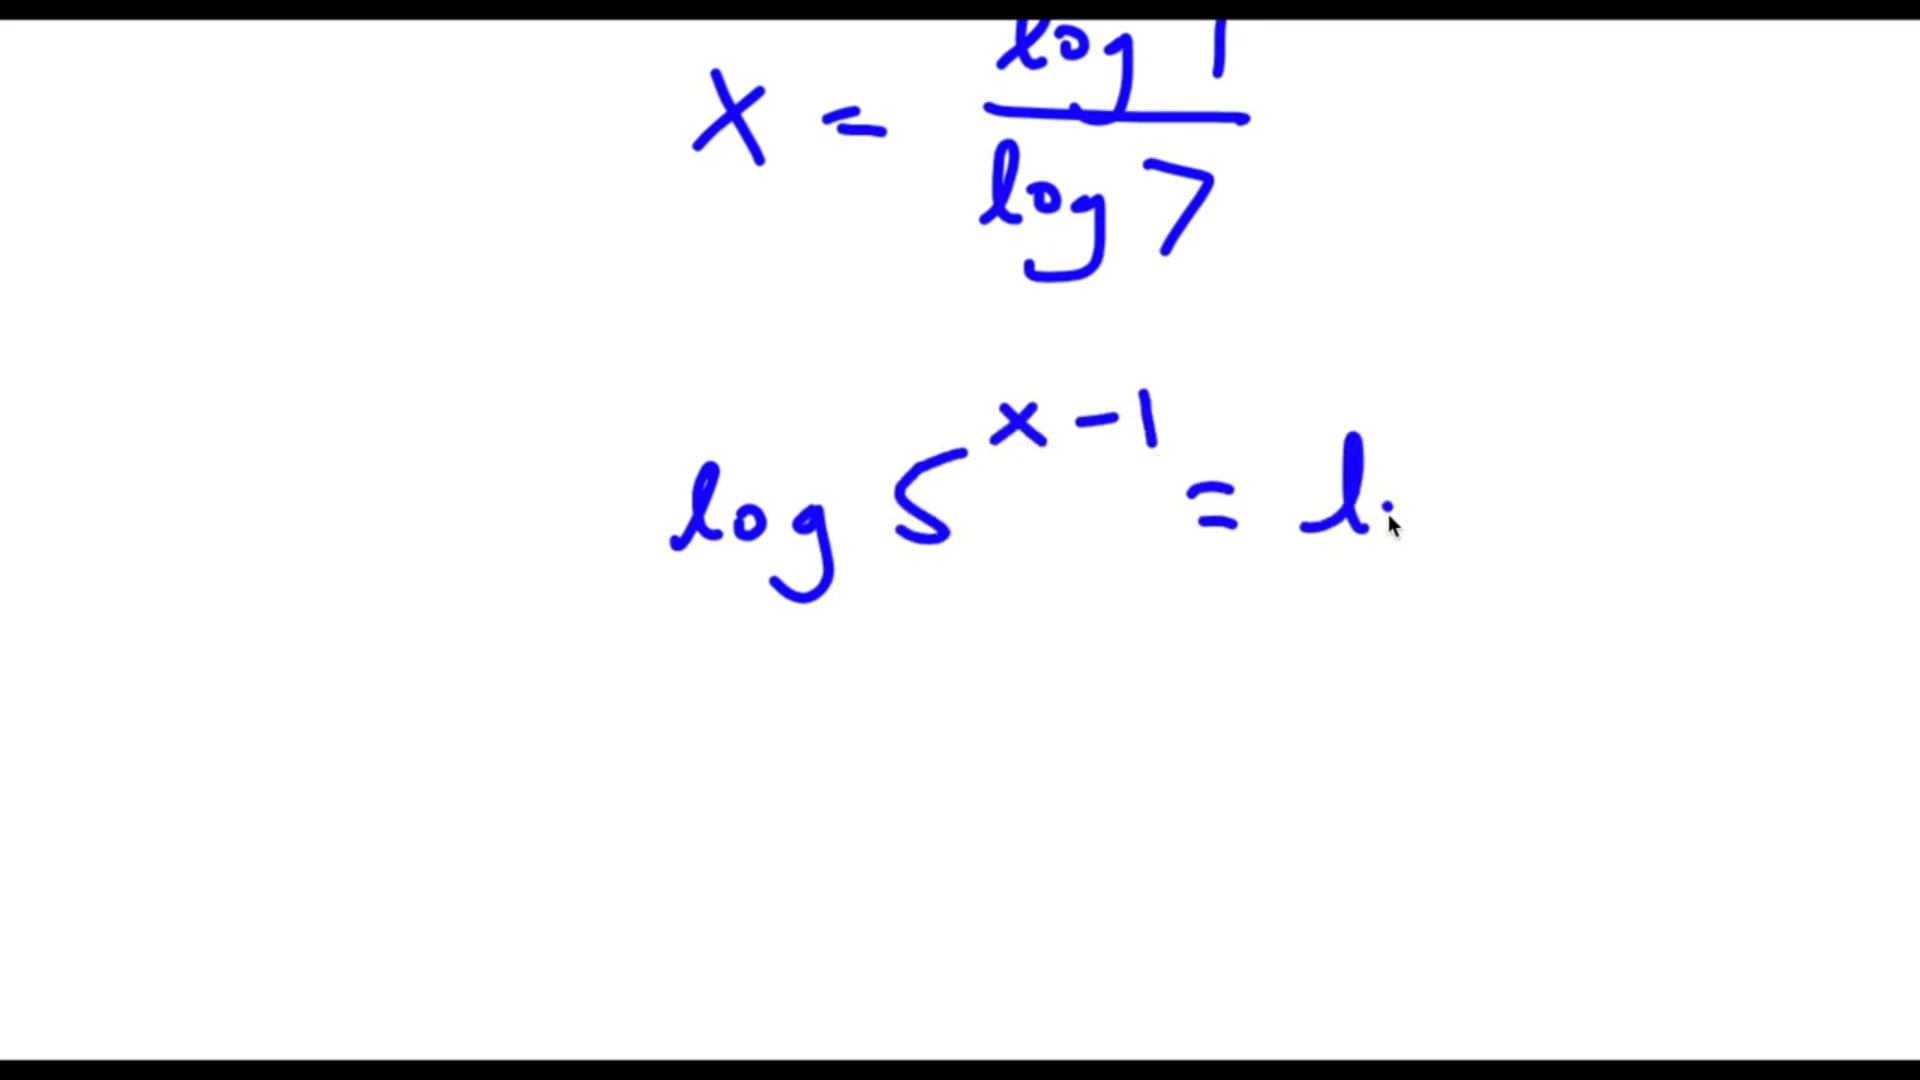 x = log 1 / log 7
log 5^(x - 1) = l